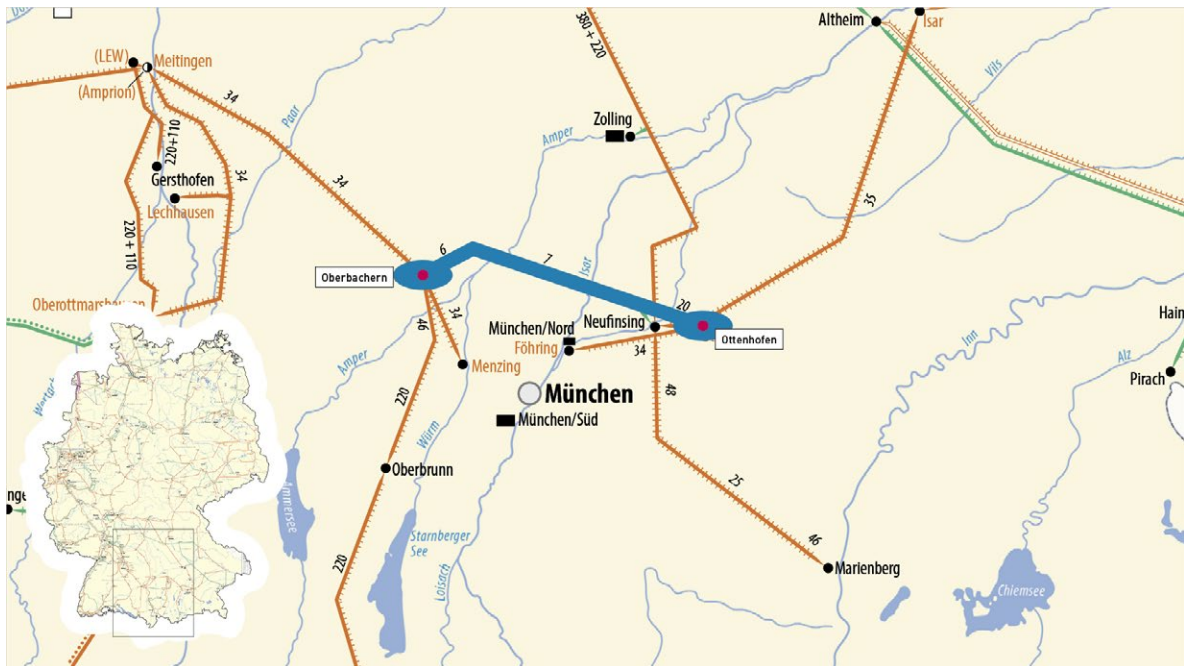 Altheim
Isar
(LEW)
Meitingen
(Amprion)
34
380 + 220
Vils
Paar
Zolling
Amper
220+110
Gersthofen
34
34
Lechhausen
35
220 + 110
Isar
6
7
Oberbachern
Oberottmarshausen
20
46
34
München/Nord
Neufinsing
Ottenhofen
Föhring
34
Inn
Hain
Amper
Menzing
Alz
Pirach
Wertach
220
48
München
München/Süd
Würm
Oberbrunn
25
Ammersee
Starnberger
See
46
Marienberg
220
Loisach
Chiemsee